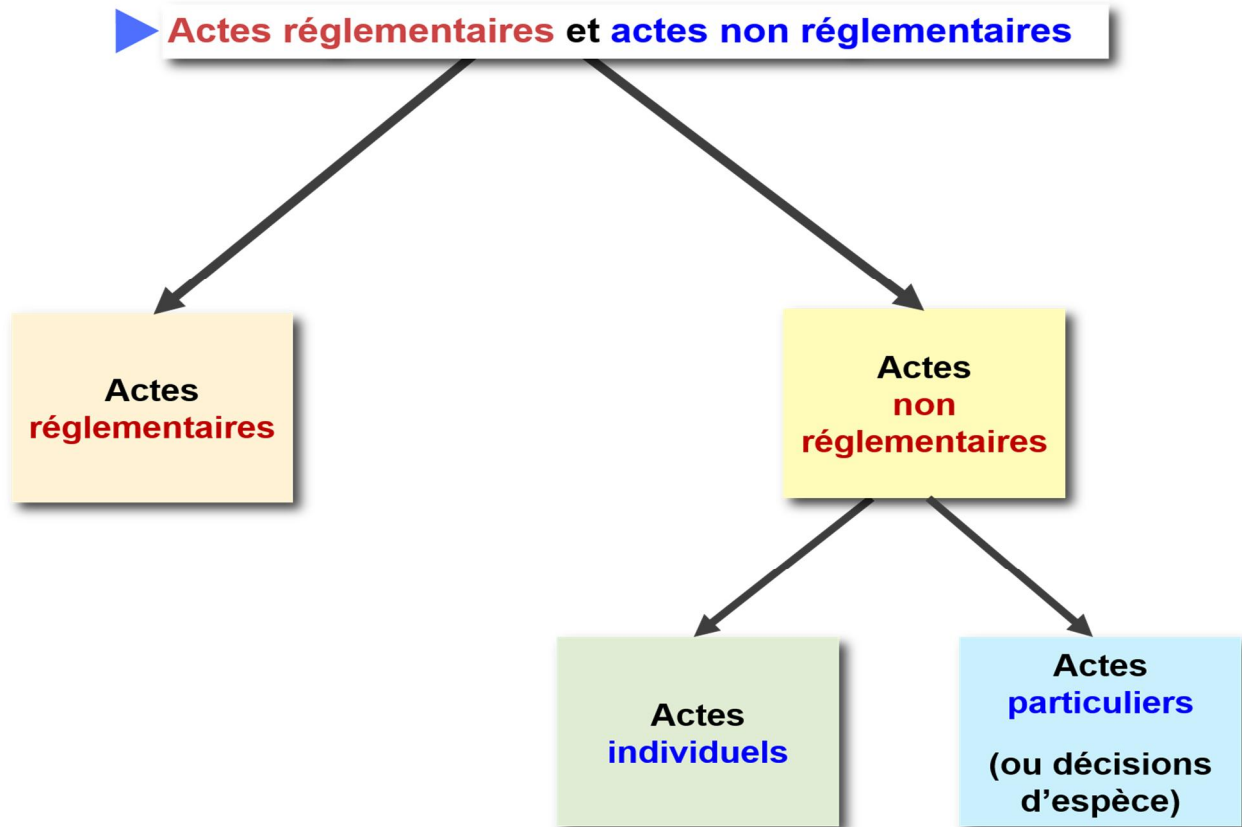 Actes réglementaires et actes non réglementaires
Actes
réglementaires
Actes
non
réglementaires
Actes
individuels
Actes
particuliers
(ou décisions
d’espèce)